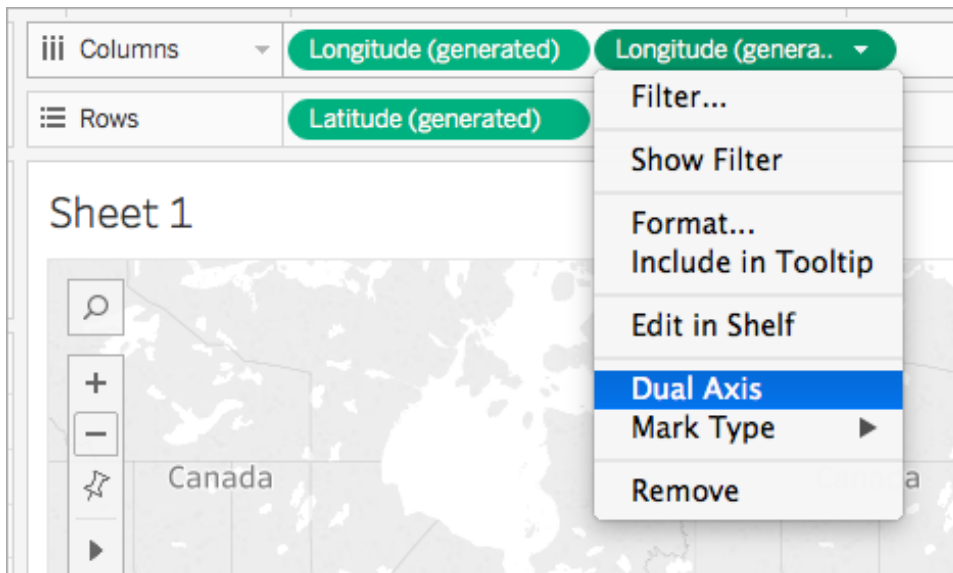 Columns
Longitude (generated)
Longitude (genera..
Rows
Latitude (generated)
Filter...
Show Filter
Format...
Include in Tooltip
Edit in Shelf
Dual Axis
Mark Type
Remove
Sheet 1
Canada